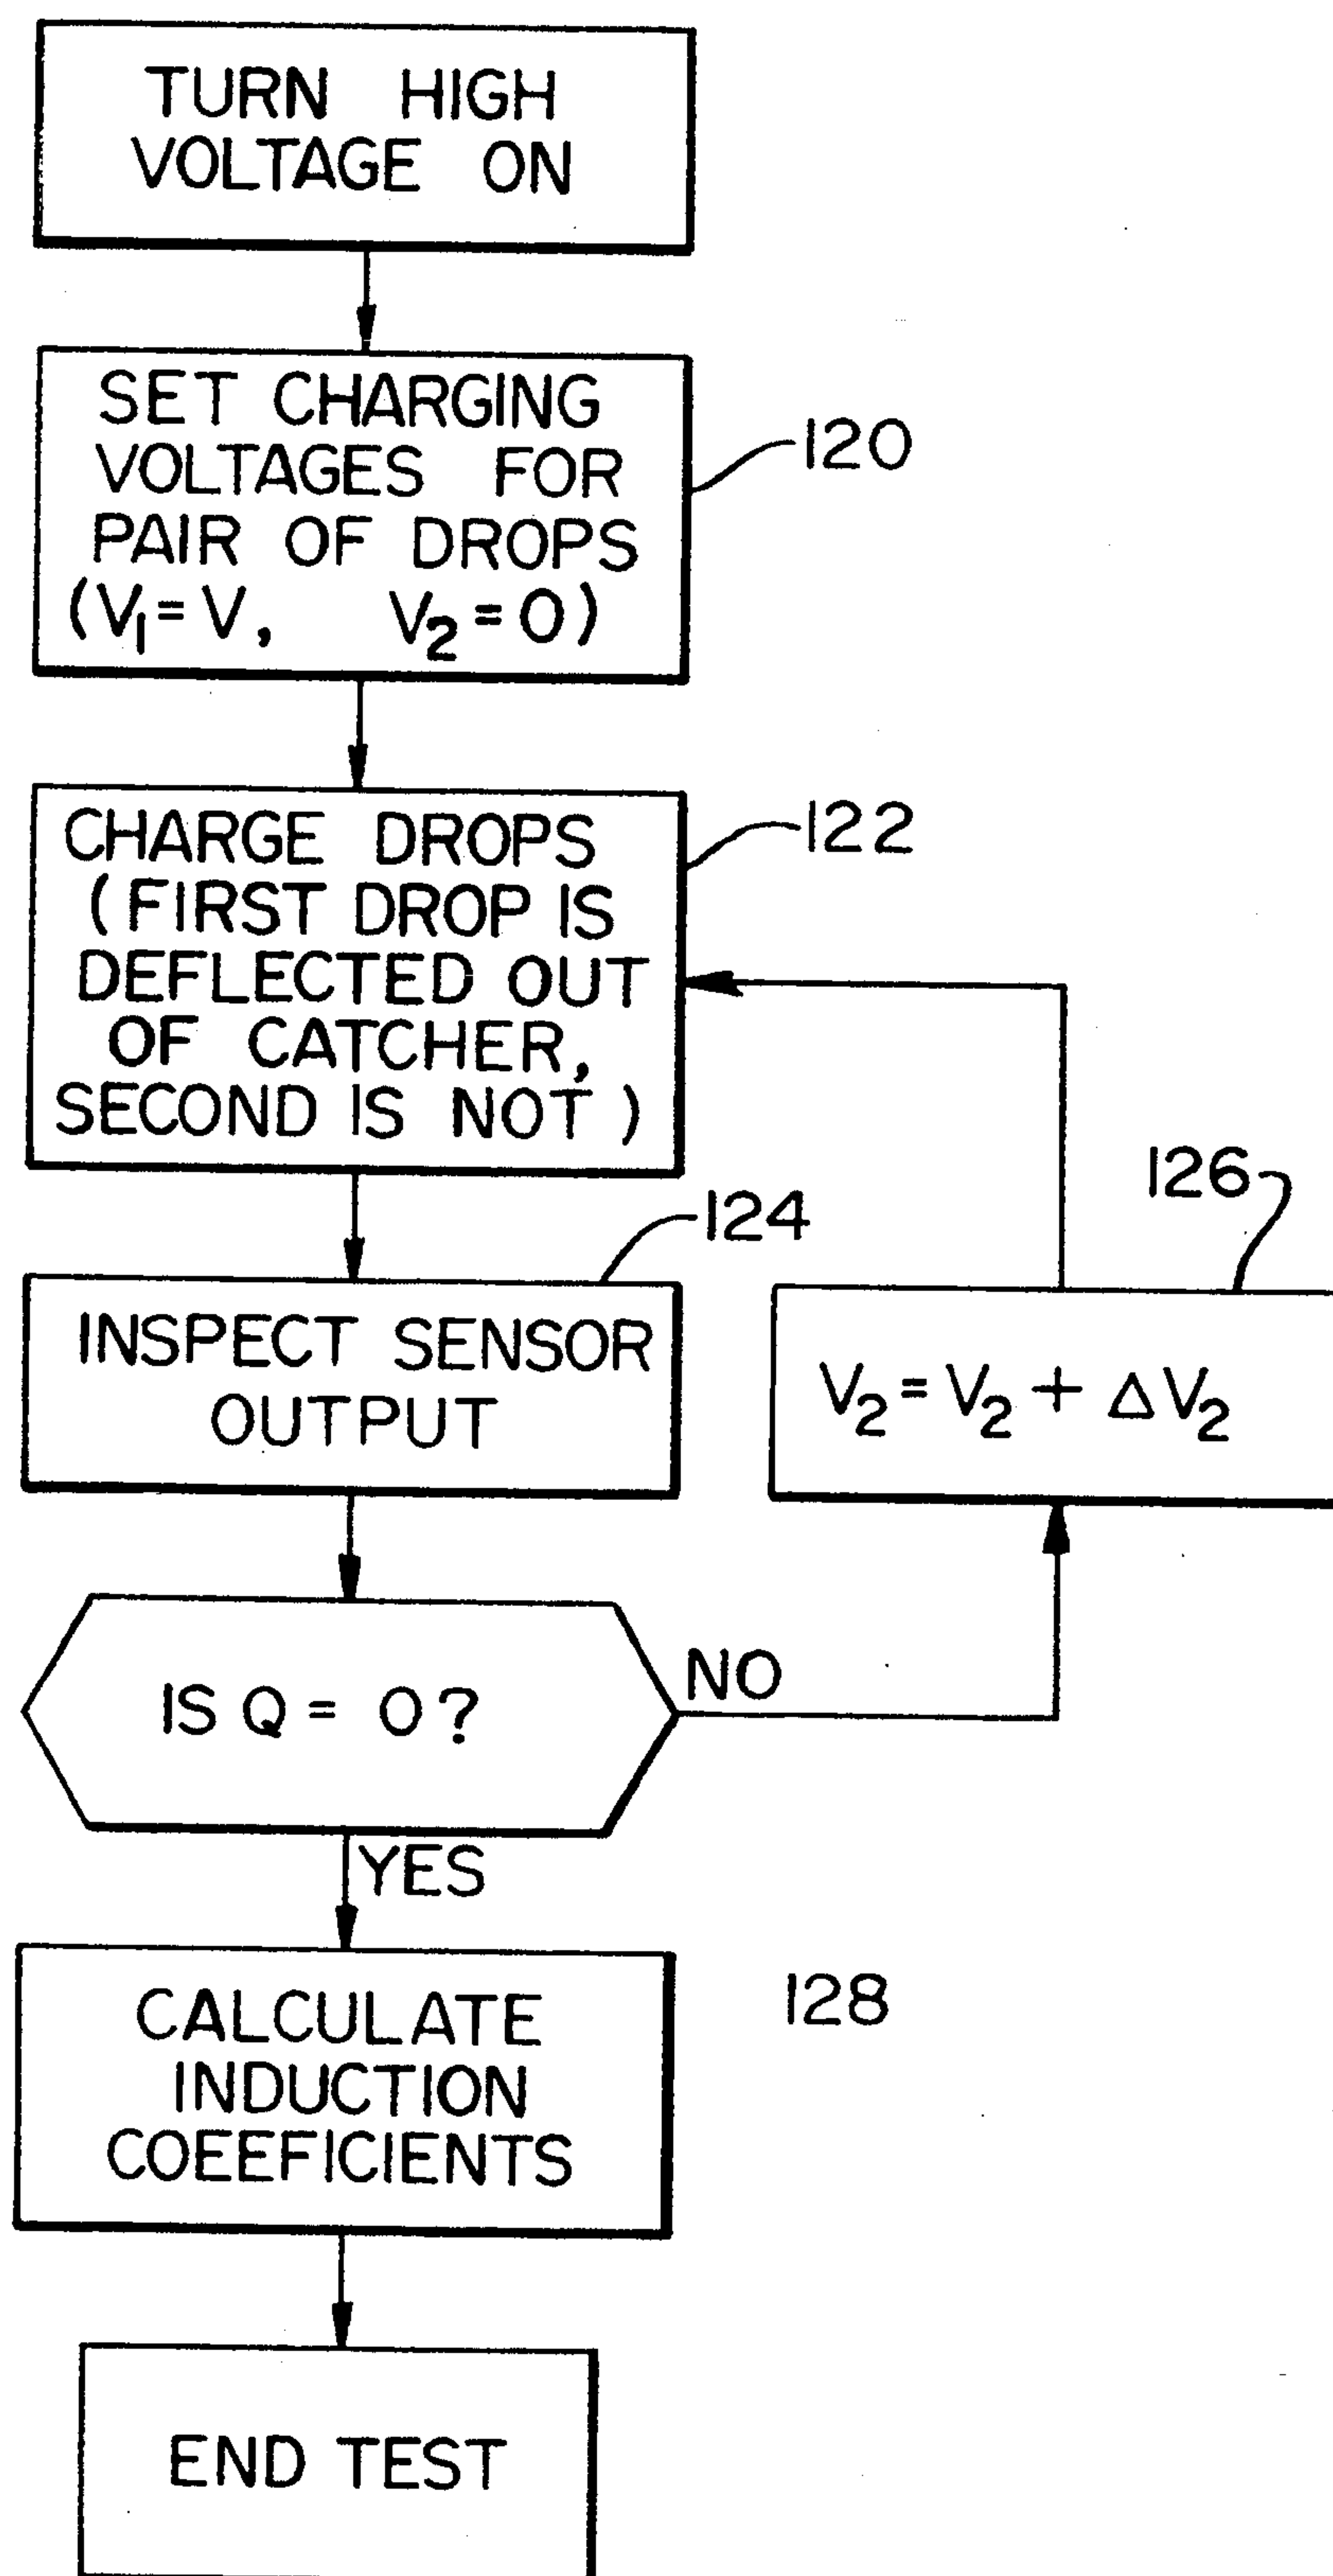 TURN HIGH
VOLTAGE ON
SET CHARGING
VOLTAGES FOR
PAIR OF DROPS
(V₁ = V, V₂ = 0)
120
CHARGE DROPS
(FIRST DROP IS
DEFLECTED OUT
OF CATCHER,
SECOND IS NOT)
122
124
INSPECT SENSOR
OUTPUT
126
V₂ = V₂ + Δ V₂
IS Q = 0?
NO
YES
CALCULATE
INDUCTION
COEEFICIENTS
128
END TEST